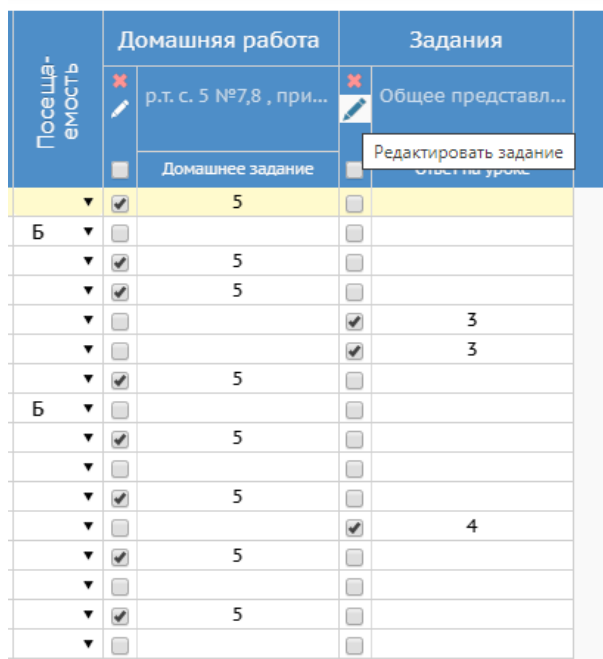 Посеща-
емость
Домашняя работа
Задания
р.т. с. 5 №7,8 , при...
Общее представл...
Редактировать задание
Домашнее задание
Ответ на уроке
5
Б
5
5
3
3
5
Б
5
5
4
5
5